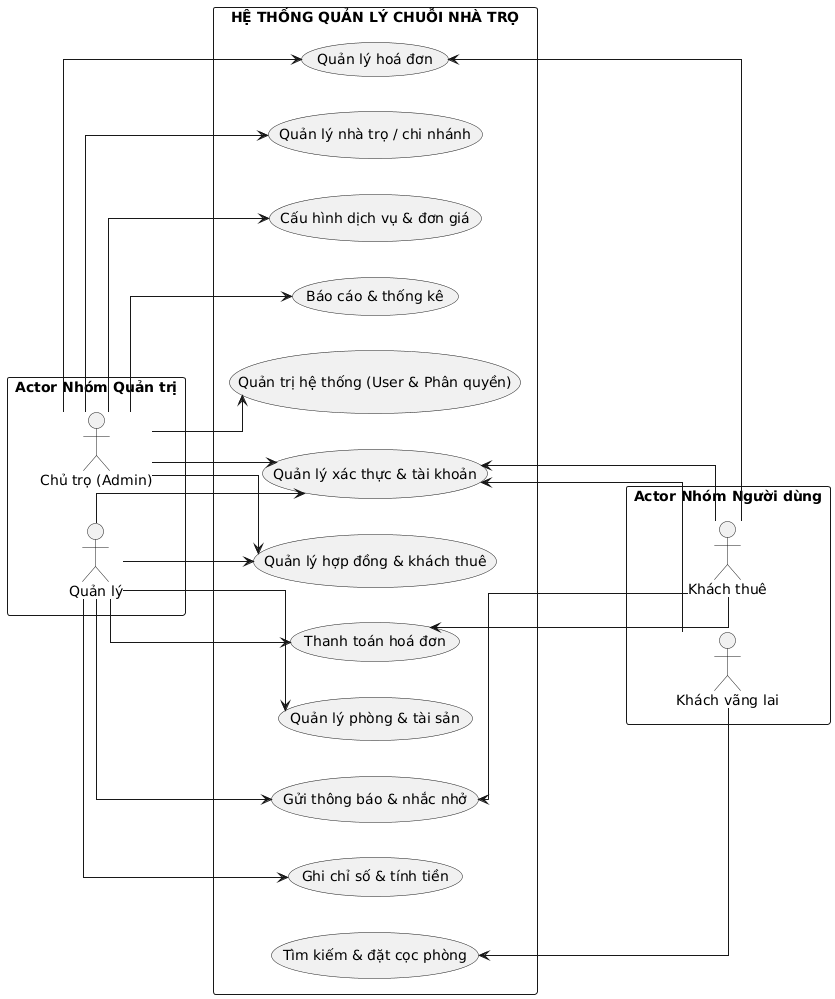 HỆ THỐNG QUẢN LÝ CHUỖI NHÀ TRỌ
Quản lý hoá đơn
Quản lý nhà trọ / chi nhánh
Cấu hình dịch vụ & đơn giá
Báo cáo & thống kê
Quản trị hệ thống (User & Phân quyền)
Quản lý xác thực & tài khoản
Quản lý hợp đồng & khách thuê
Thanh toán hoá đơn
Quản lý phòng & tài sản
Gửi thông báo & nhắc nhở
Ghi chỉ số & tính tiền
Tìm kiếm & đặt cọc phòng
Actor Nhóm Quản trị
Chủ trọ (Admin)
Quản lý
Actor Nhóm Người dùng
Khách thuê
Khách vãng lai